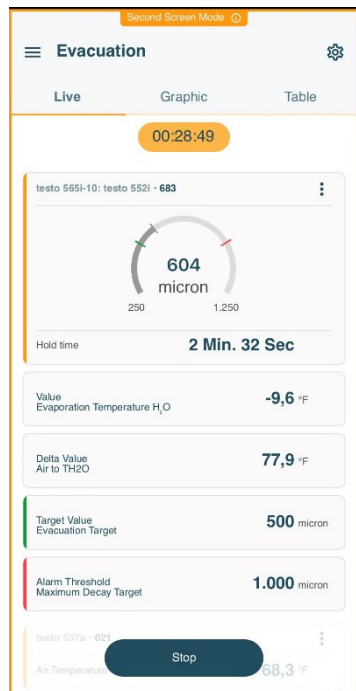 Second Screen Mode
Evacuation
Live Graphic Table
00:28:49
testo 565i-10: testo 552i · 683
604
micron
250 1.250
Hold time 2 Min. 32 Sec
Value
Evaporation Temperature H₂O
-9,6 °F
Delta Value
Air to TH2O
77,9 °F
Target Value
Evacuation Target
500 micron
Alarm Threshold
Maximum Decay Target
1.000 micron
testo 557s · 021
Stop
Air Temperature 68,3 °F